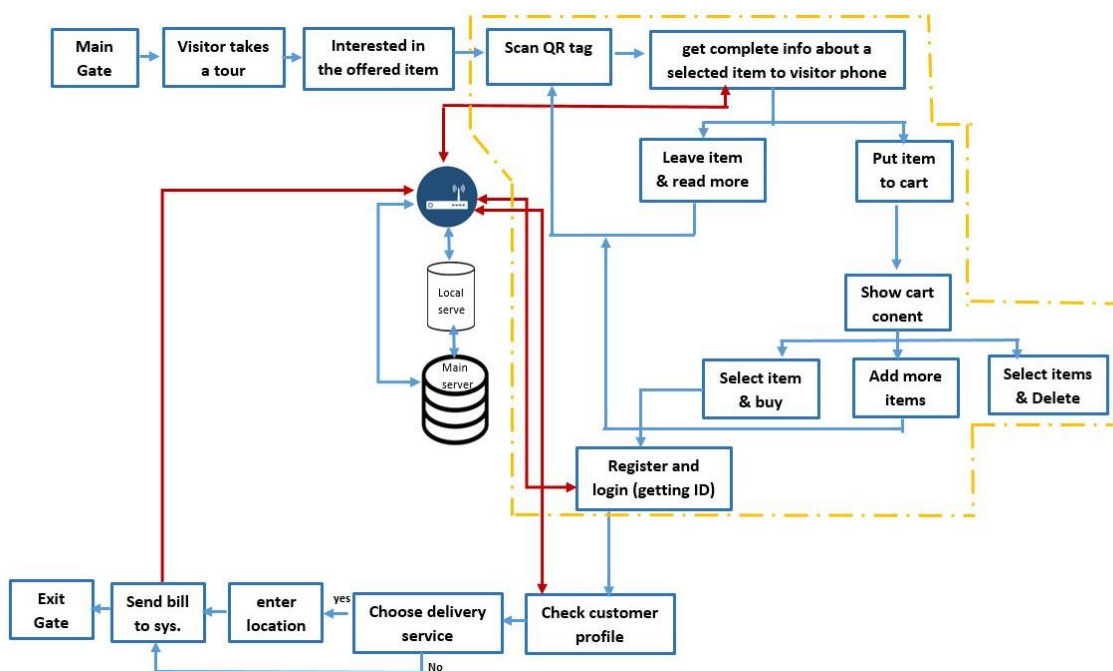 Main
Gate
Visitor takes
a tour
Interested in
the offered item
Scan QR tag
get complete info about a
selected item to visitor phone
Leave item
& read more
Put item
to cart
Local
serve
Show cart
conent
Main
server
Select item
& buy
Add more
items
Select items
& Delete
Register and
login (getting ID)
Exit
Gate
Send bill
to sys.
enter
location
yes
Choose delivery
service
No
Check customer
profile